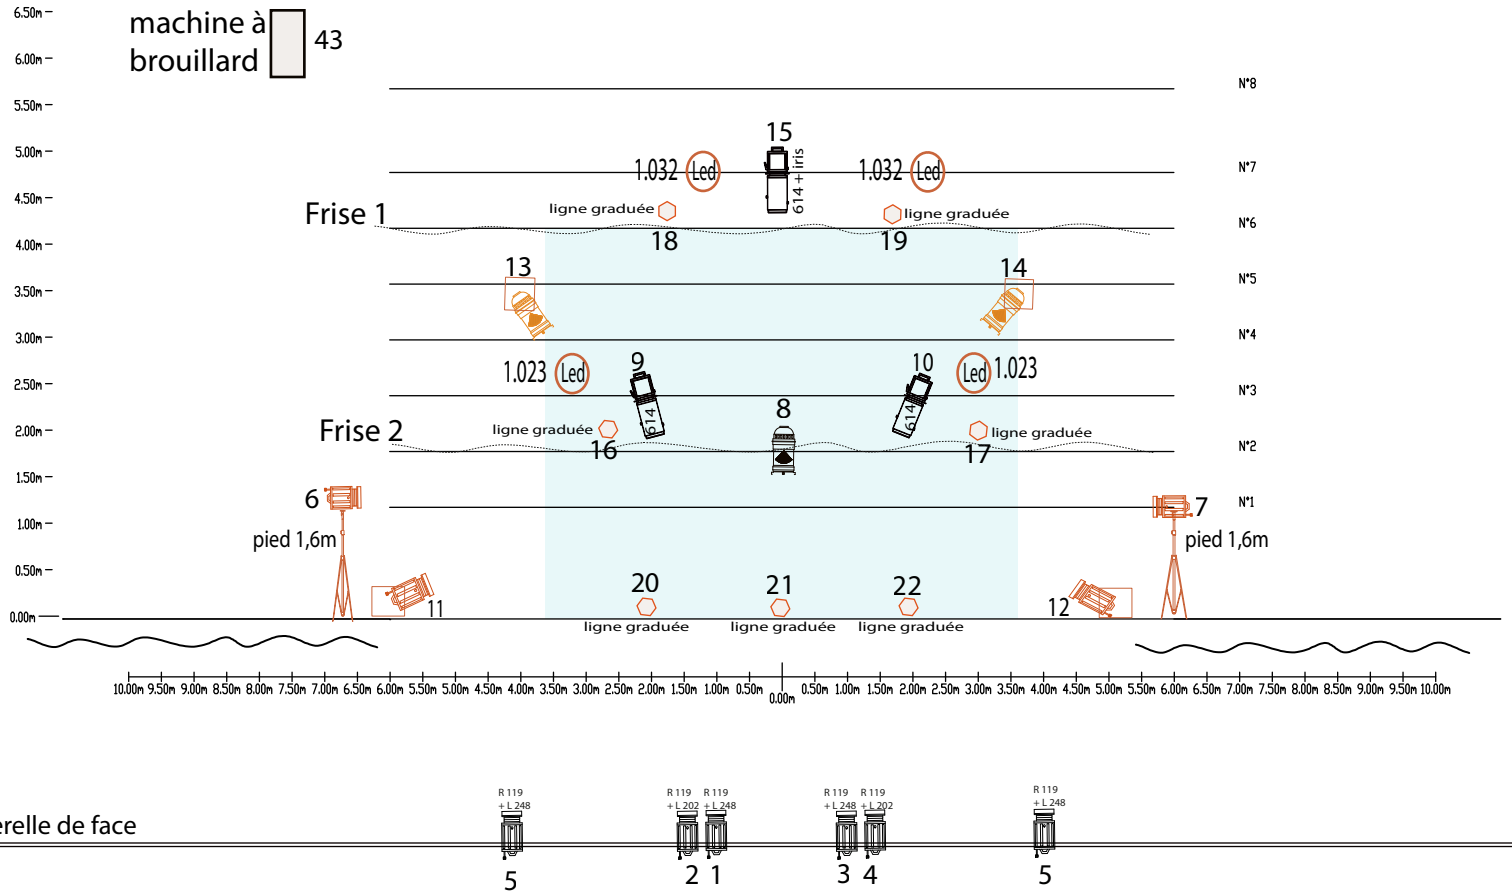 6.50m
machine à
brouillard
43
6.00m
N°8
5.50m
15
5.00m
1.032
Led
614 + iris
1.032
Led
N°7
4.50m
Frise 1
ligne graduée
ligne graduée
N°6
18
19
4.00m
13
14
N°5
3.50m
3.00m
N°4
1.023
Led
9
10
Led
1.023
2.50m
N°3
614
614
8
2.00m
Frise 2
ligne graduée
ligne graduée
16
17
N°2
1.50m
6
7
N°1
1.00m
pied 1,6m
pied 1,6m
0.50m
20
21
22
11
12
0.00m
ligne graduée
ligne graduée
ligne graduée
10.00m 9.50m 9.00m 8.50m 8.00m 7.50m 7.00m 6.50m 6.00m 5.50m 5.00m 4.50m 4.00m 3.50m 3.00m 2.50m 2.00m 1.50m 1.00m 0.50m 0.00m 0.50m 1.00m 1.50m 2.00m 2.50m 3.00m 3.50m 4.00m 4.50m 5.00m 5.50m 6.00m 6.50m 7.00m 7.50m 8.00m 8.50m 9.00m 9.50m 10.00m
R 119
+ L 248
R 119
+ L 202
R 119
+ L 248
R 119
+ L 248
R 119
+ L 202
R 119
+ L 248
erelle de face
5
2
1
3
4
5